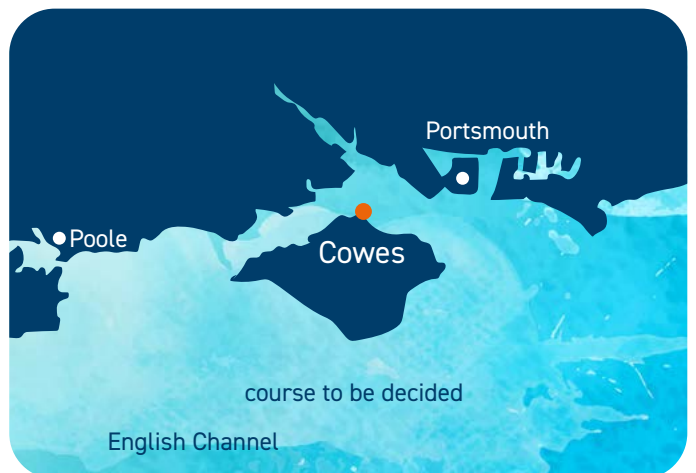 Portsmouth
Poole
Cowes
course to be decided
English Channel